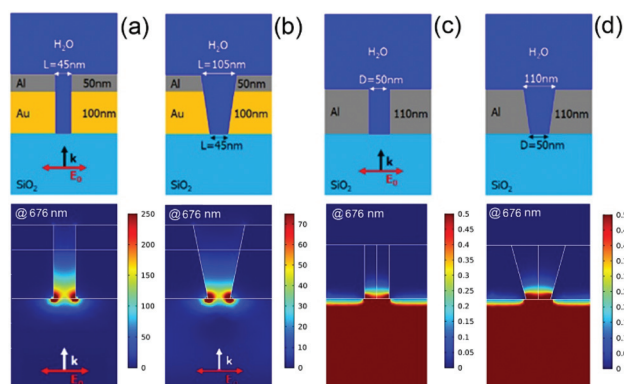 (a) (b) (c) (d)
H₂O
L=45nm
Al 50nm
Au 100nm
k
E₀
SiO₂
H₂O
L=105nm
Al 50nm
Au 100nm
L=45nm
k
E₀
SiO₂
H₂O
D=50nm
Al 110nm
k
E₀
SiO₂
H₂O
110nm
Al 110nm
D=50nm
SiO₂
@ 676 nm
250
200
150
100
50
0
k
E₀
@ 676 nm
70
60
50
40
30
20
10
0
k
@ 676 nm
0.5
0.45
0.4
0.35
0.3
0.25
0.2
0.15
0.1
0.05
0
@ 676 nm